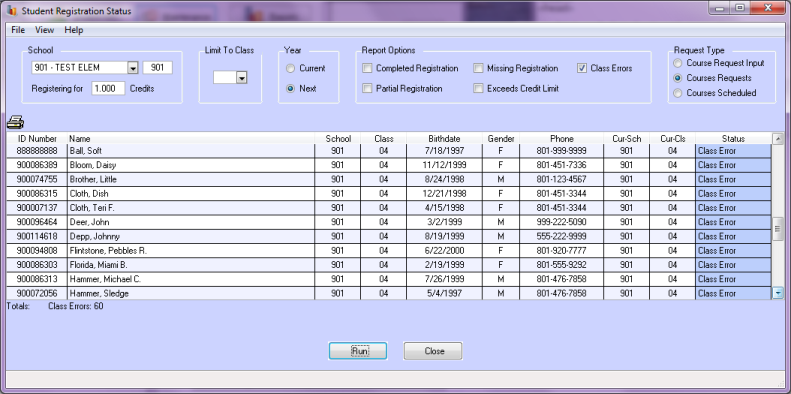 Student Registration Status
File View Help
School
901 - TEST ELEM 901
Registering for 1.000 Credits
Limit To Class
Year
Current
Next
Report Options
Completed Registration Missing Registration Class Errors
Partial Registration Exceeds Credit Limit
Request Type
Course Request Input
Courses Requests
Courses Scheduled
ID Number Name School Class Birthdate Gender Phone Cur-Sch Cur-Cls Status
888888888 Ball, Soft 901 04 7/18/1997 F 801-999-9999 901 04 Class Error
900086389 Bloom, Daisy 901 04 11/12/1999 F 801-451-7336 901 04 Class Error
900074755 Brother, Little 901 04 8/24/1998 M 801-123-4567 901 04 Class Error
900086315 Cloth, Dish 901 04 12/21/1998 F 801-451-3344 901 04 Class Error
900007137 Cloth, Teri F. 901 04 4/15/1998 F 801-451-3344 901 04 Class Error
900096464 Deer, John 901 04 3/2/1999 M 999-222-5090 901 04 Class Error
900114618 Depp, Johnny 901 04 8/19/1999 M 555-222-9999 901 04 Class Error
900094808 Flintstone, Pebbles R. 901 04 6/22/2000 F 801-920-7777 901 04 Class Error
900086303 Florida, Miami B. 901 04 2/19/1999 F 801-555-9292 901 04 Class Error
900086313 Hammer, Michael C. 901 04 7/26/1999 M 801-476-7858 901 04 Class Error
900072056 Hammer, Sledge 901 04 5/4/1997 M 801-476-7858 901 04 Class Error
Totals: Class Errors: 60
Run Close